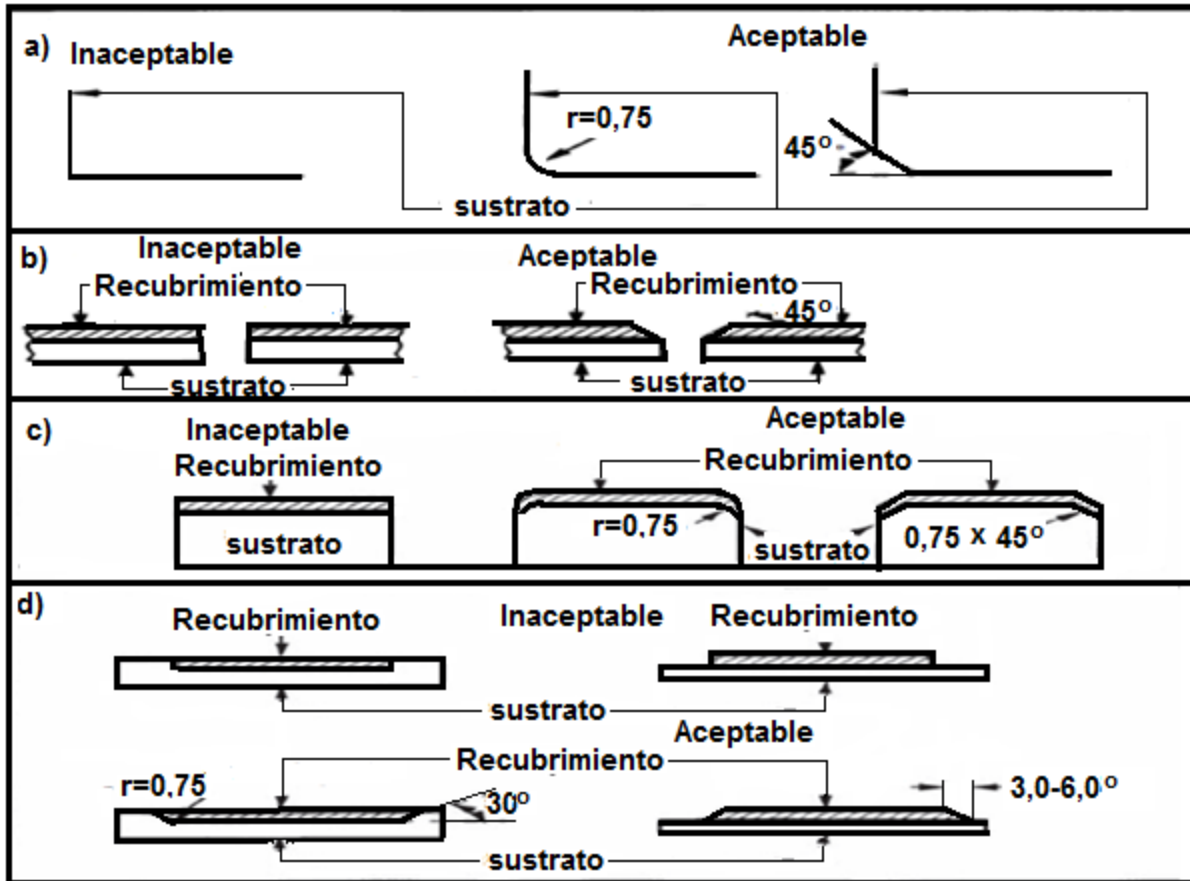 a) Inaceptable
Aceptable
r=0,75
45°
sustrato
b) Inaceptable
Aceptable
Recubrimiento
Recubrimiento
45°
sustrato
sustrato
c) Inaceptable
Aceptable
Recubrimiento
Recubrimiento
sustrato
r=0,75
sustrato
0,75 x 45°
d) Recubrimiento
Inaceptable
Recubrimiento
sustrato
Aceptable
Recubrimiento
r=0,75
30°
3,0-6,0°
sustrato